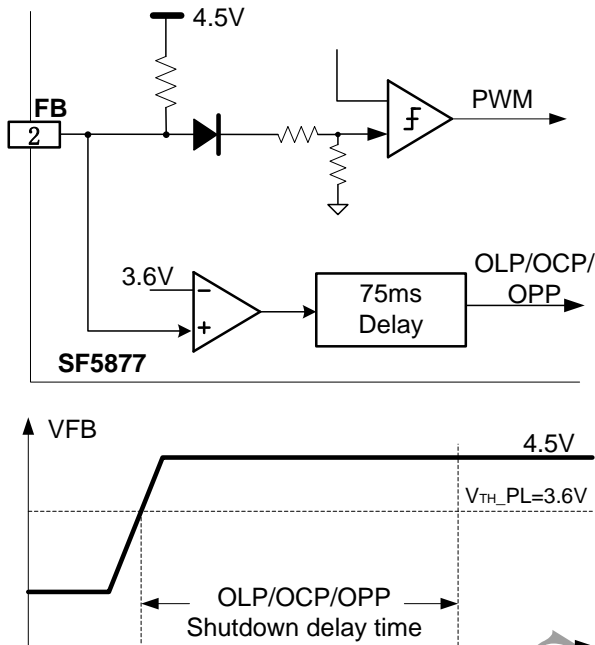 4.5V
FB
2
PWM
3.6V
−
+
75ms
Delay
OLP/OCP/
OPP
SF5877
VFB
4.5V
VTH_PL=3.6V
OLP/OCP/OPP
Shutdown delay time